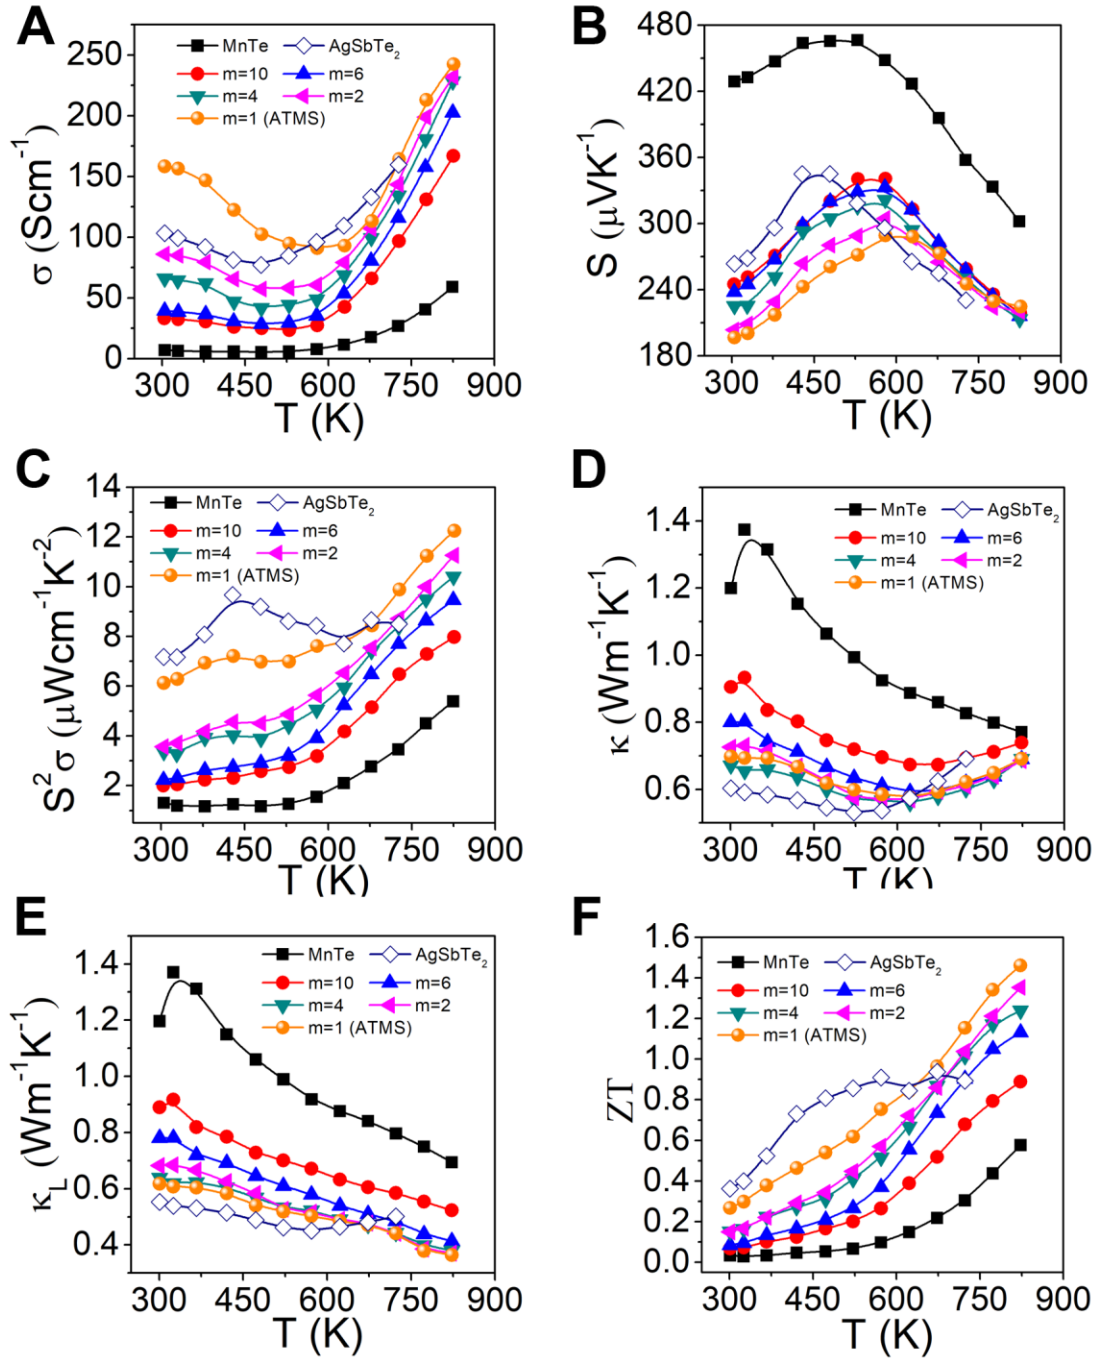 A
σ (Scm⁻¹)
250
200
150
100
50
0
MnTe AgSbTe₂
m=10 m=6
m=4 m=2
m=1 (ATMS)
300 450 600 750 900
T (K)
B
S (μVK⁻¹)
480
420
360
300
240
180
300 450 600 750 900
T (K)
C
S² σ (μWcm⁻¹K⁻²)
14
12
10
8
6
4
2
MnTe AgSbTe₂
m=10 m=6
m=4 m=2
m=1 (ATMS)
300 450 600 750 900
T (K)
D
κ (Wm⁻¹K⁻¹)
1.4
1.2
1.0
0.8
0.6
MnTe AgSbTe₂
m=10 m=6
m=4 m=2
m=1 (ATMS)
300 450 600 750 900
T (K)
E
κ_L (Wm⁻¹K⁻¹)
1.4
1.2
1.0
0.8
0.6
0.4
MnTe AgSbTe₂
m=10 m=6
m=4 m=2
m=1 (ATMS)
300 450 600 750 900
T (K)
F
ZT
1.6
1.4
1.2
1.0
0.8
0.6
0.4
0.2
0.0
MnTe AgSbTe₂
m=10 m=6
m=4 m=2
m=1 (ATMS)
300 450 600 750 900
T (K)